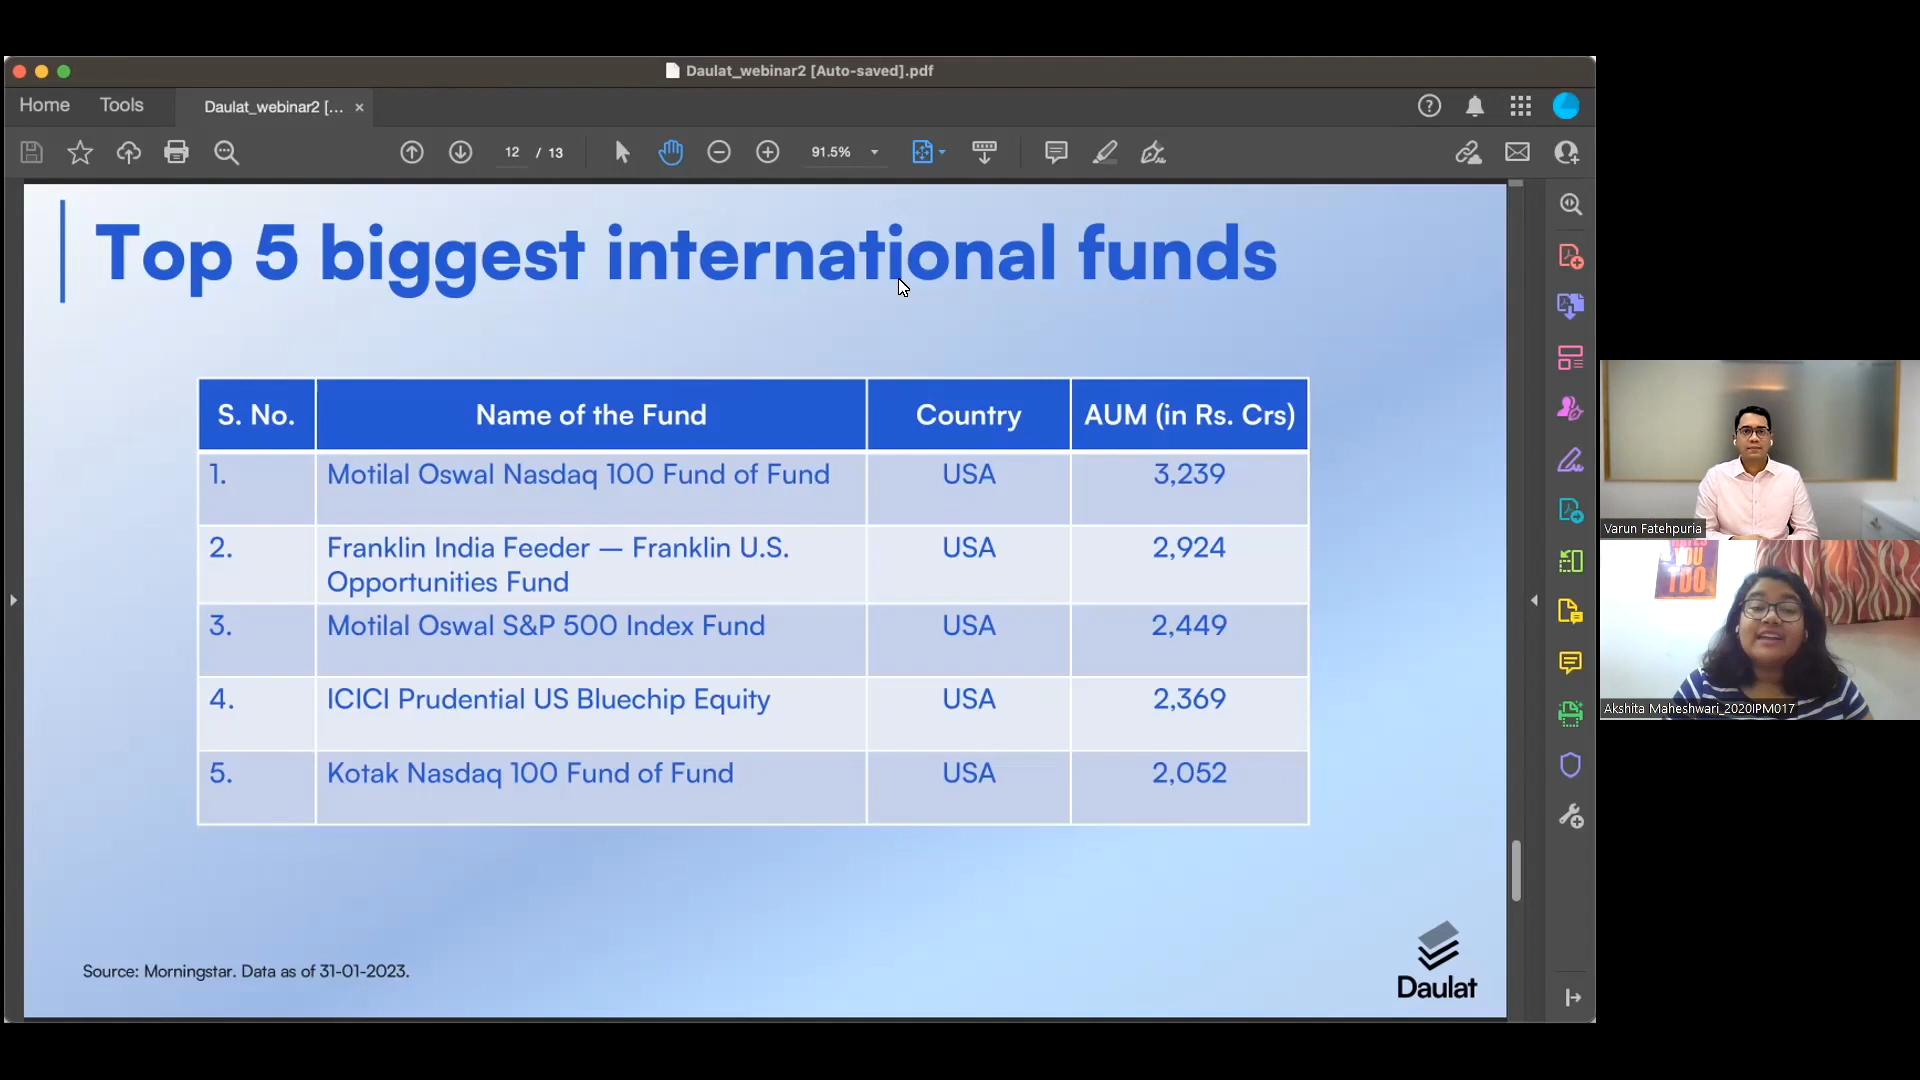 Daulat_webinar2 [Auto-saved].pdf
Home
Tools
Daulat_webinar2 [... ×
12 / 13
91.5%
Top 5 biggest international funds
S. No. Name of the Fund Country AUM (in Rs. Crs)
1. Motilal Oswal Nasdaq 100 Fund of Fund USA 3,239
2. Franklin India Feeder – Franklin U.S. USA 2,924
Opportunities Fund
3. Motilal Oswal S&P 500 Index Fund USA 2,449
4. ICICI Prudential US Bluechip Equity USA 2,369
5. Kotak Nasdaq 100 Fund of Fund USA 2,052
Source: Morningstar. Data as of 31-01-2023.
Daulat
Varun Fatehpuria
YOU
TOO
Akshita Maheshwari_2020IPM017